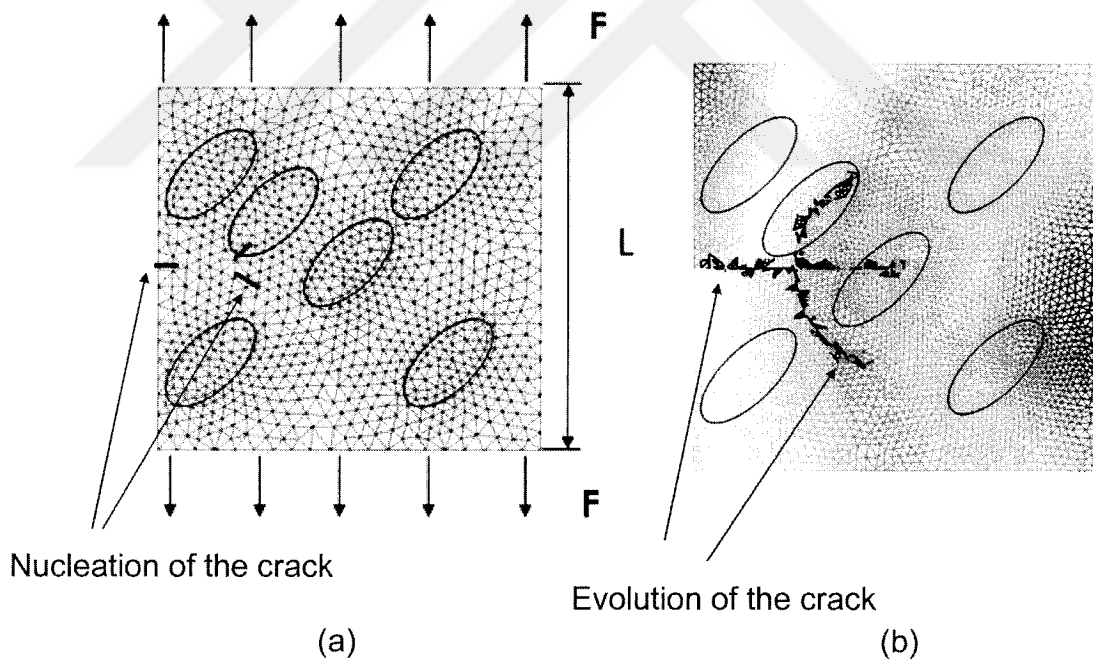 F
L
F
Nucleation of the crack
Evolution of the crack
(a)
(b)